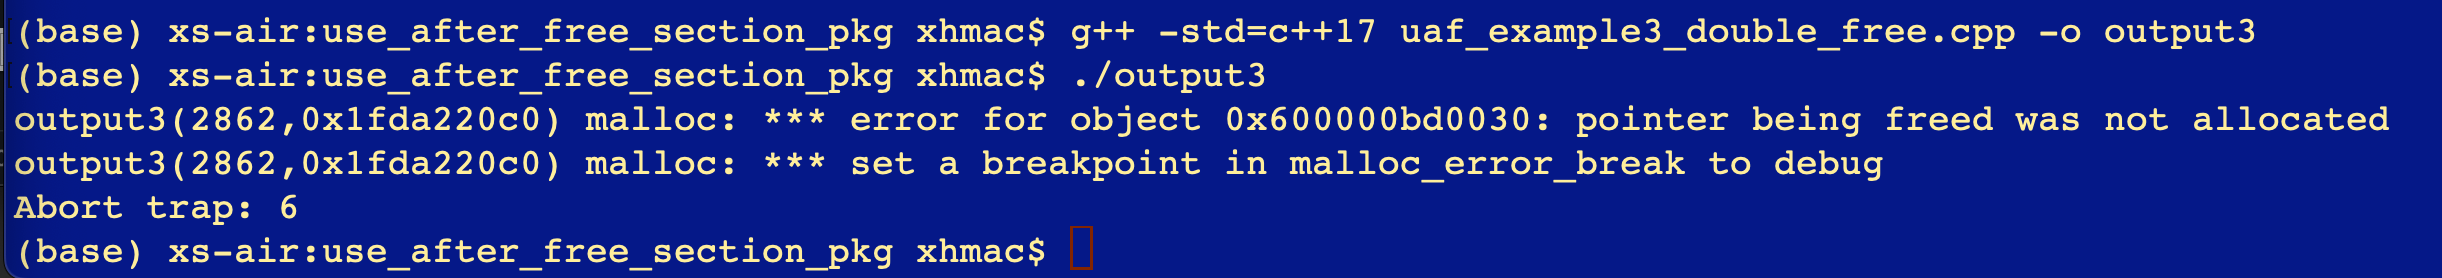 (base) xs-air:use_after_free_section_pkg xhmac$ g++ -std=c++17 uaf_example3_double_free.cpp -o output3
(base) xs-air:use_after_free_section_pkg xhmac$ ./output3
output3(2862,0x1fda220c0) malloc: *** error for object 0x600000bd0030: pointer being freed was not allocated
output3(2862,0x1fda220c0) malloc: *** set a breakpoint in malloc_error_break to debug
Abort trap: 6
(base) xs-air:use_after_free_section_pkg xhmac$